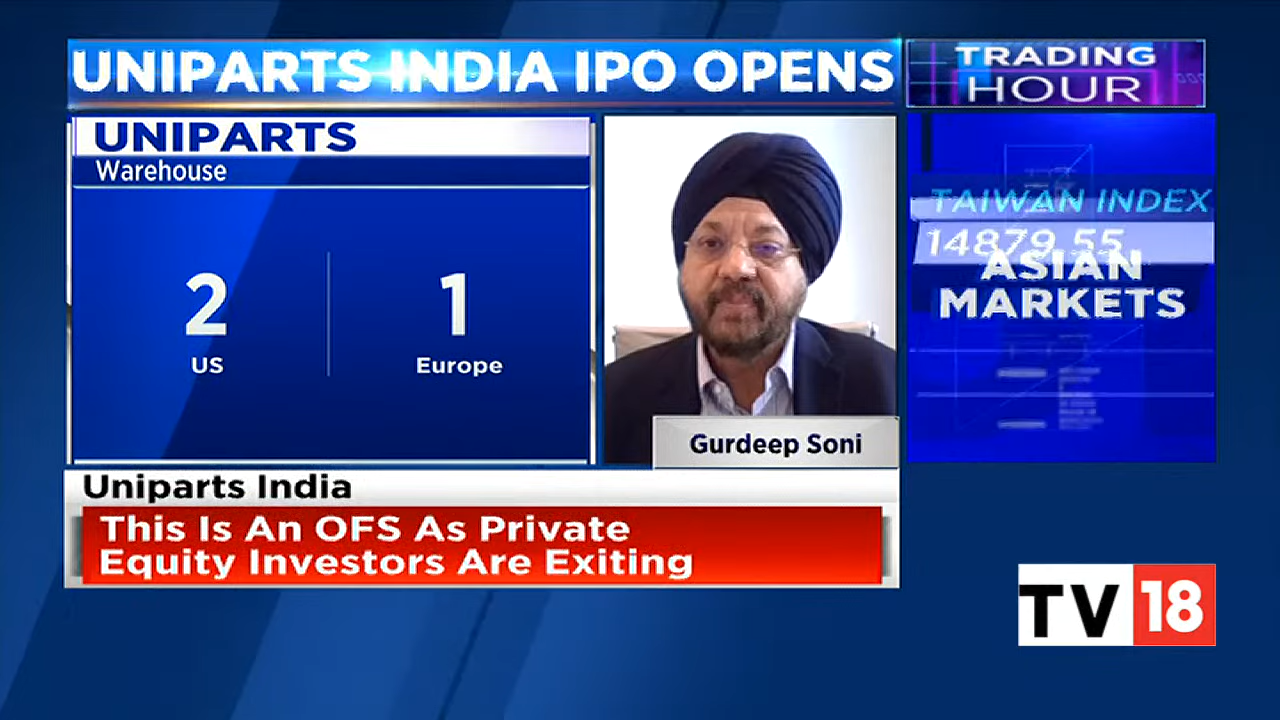 UNIPARTS INDIA IPO OPENS
TRADING
HOUR
UNIPARTS
Warehouse
2
US
1
Europe
Gurdeep Soni
TAIWAN INDEX
14879.55
ASIAN
MARKETS
Uniparts India
This Is An OFS As Private
Equity Investors Are Exiting
TV18